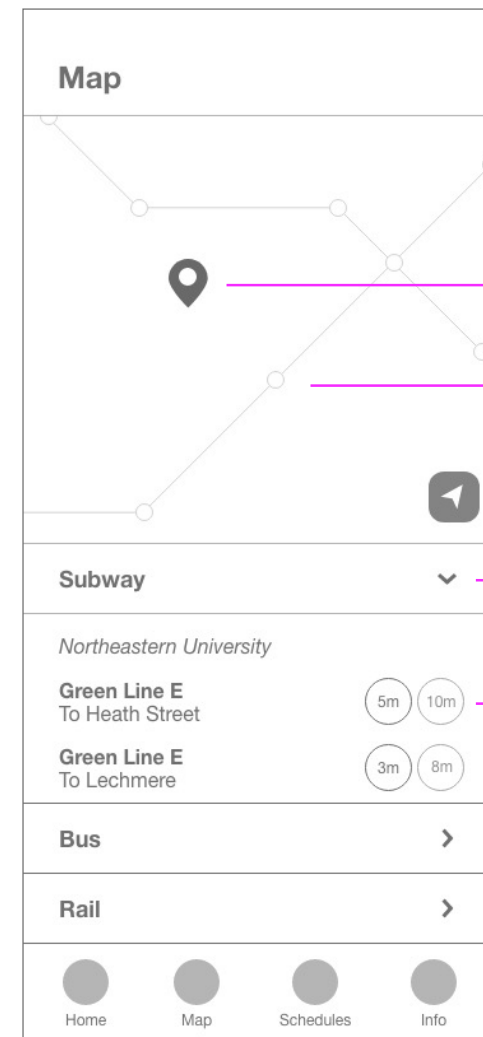 Map
Subway
Northeastern University
Green Line E
To Heath Street
5m 10m
Green Line E
To Lechmere
3m 8m
Bus
Rail
Home Map Schedules Info